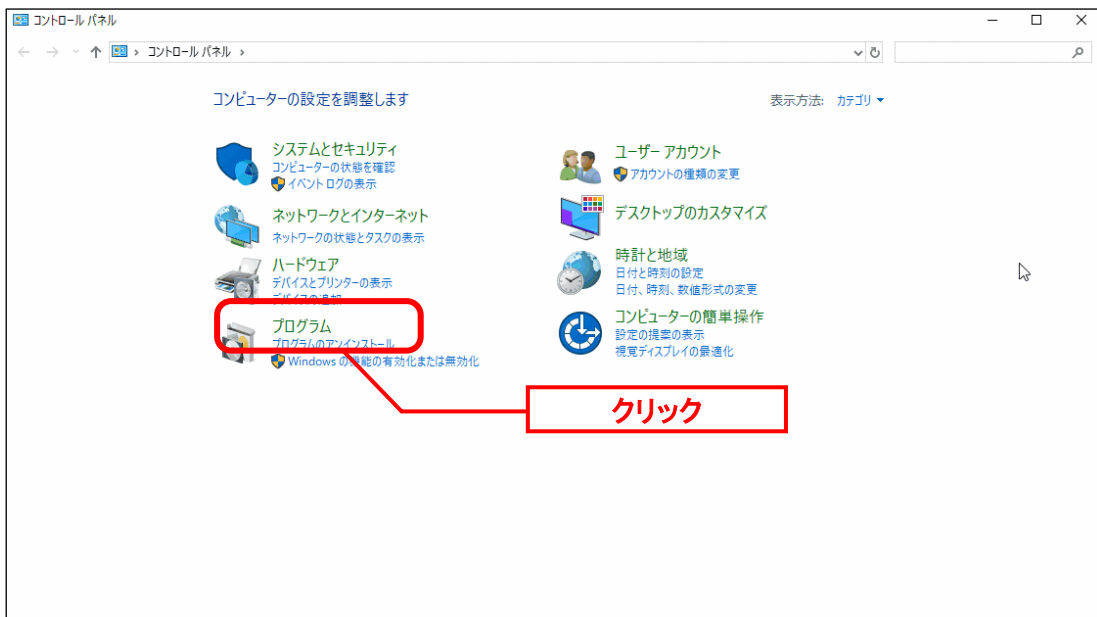 コントロール パネル
コントロール パネル
コンピューターの設定を調整します
表示方法: カテゴリ
システムとセキュリティ
コンピューターの状態を確認
イベント ログの表示
ネットワークとインターネット
ネットワークの状態とタスクの表示
ハードウェア
デバイスとプリンターの表示
デバイスの追加
プログラム
プログラムのアンインストール
Windows の機能の有効化または無効化
ユーザー アカウント
アカウントの種類の変更
デスクトップのカスタマイズ
時計と地域
日付と時刻の設定
日付、時刻、数値形式の変更
コンピューターの簡単操作
設定の提案の表示
視覚ディスプレイの最適化
クリック